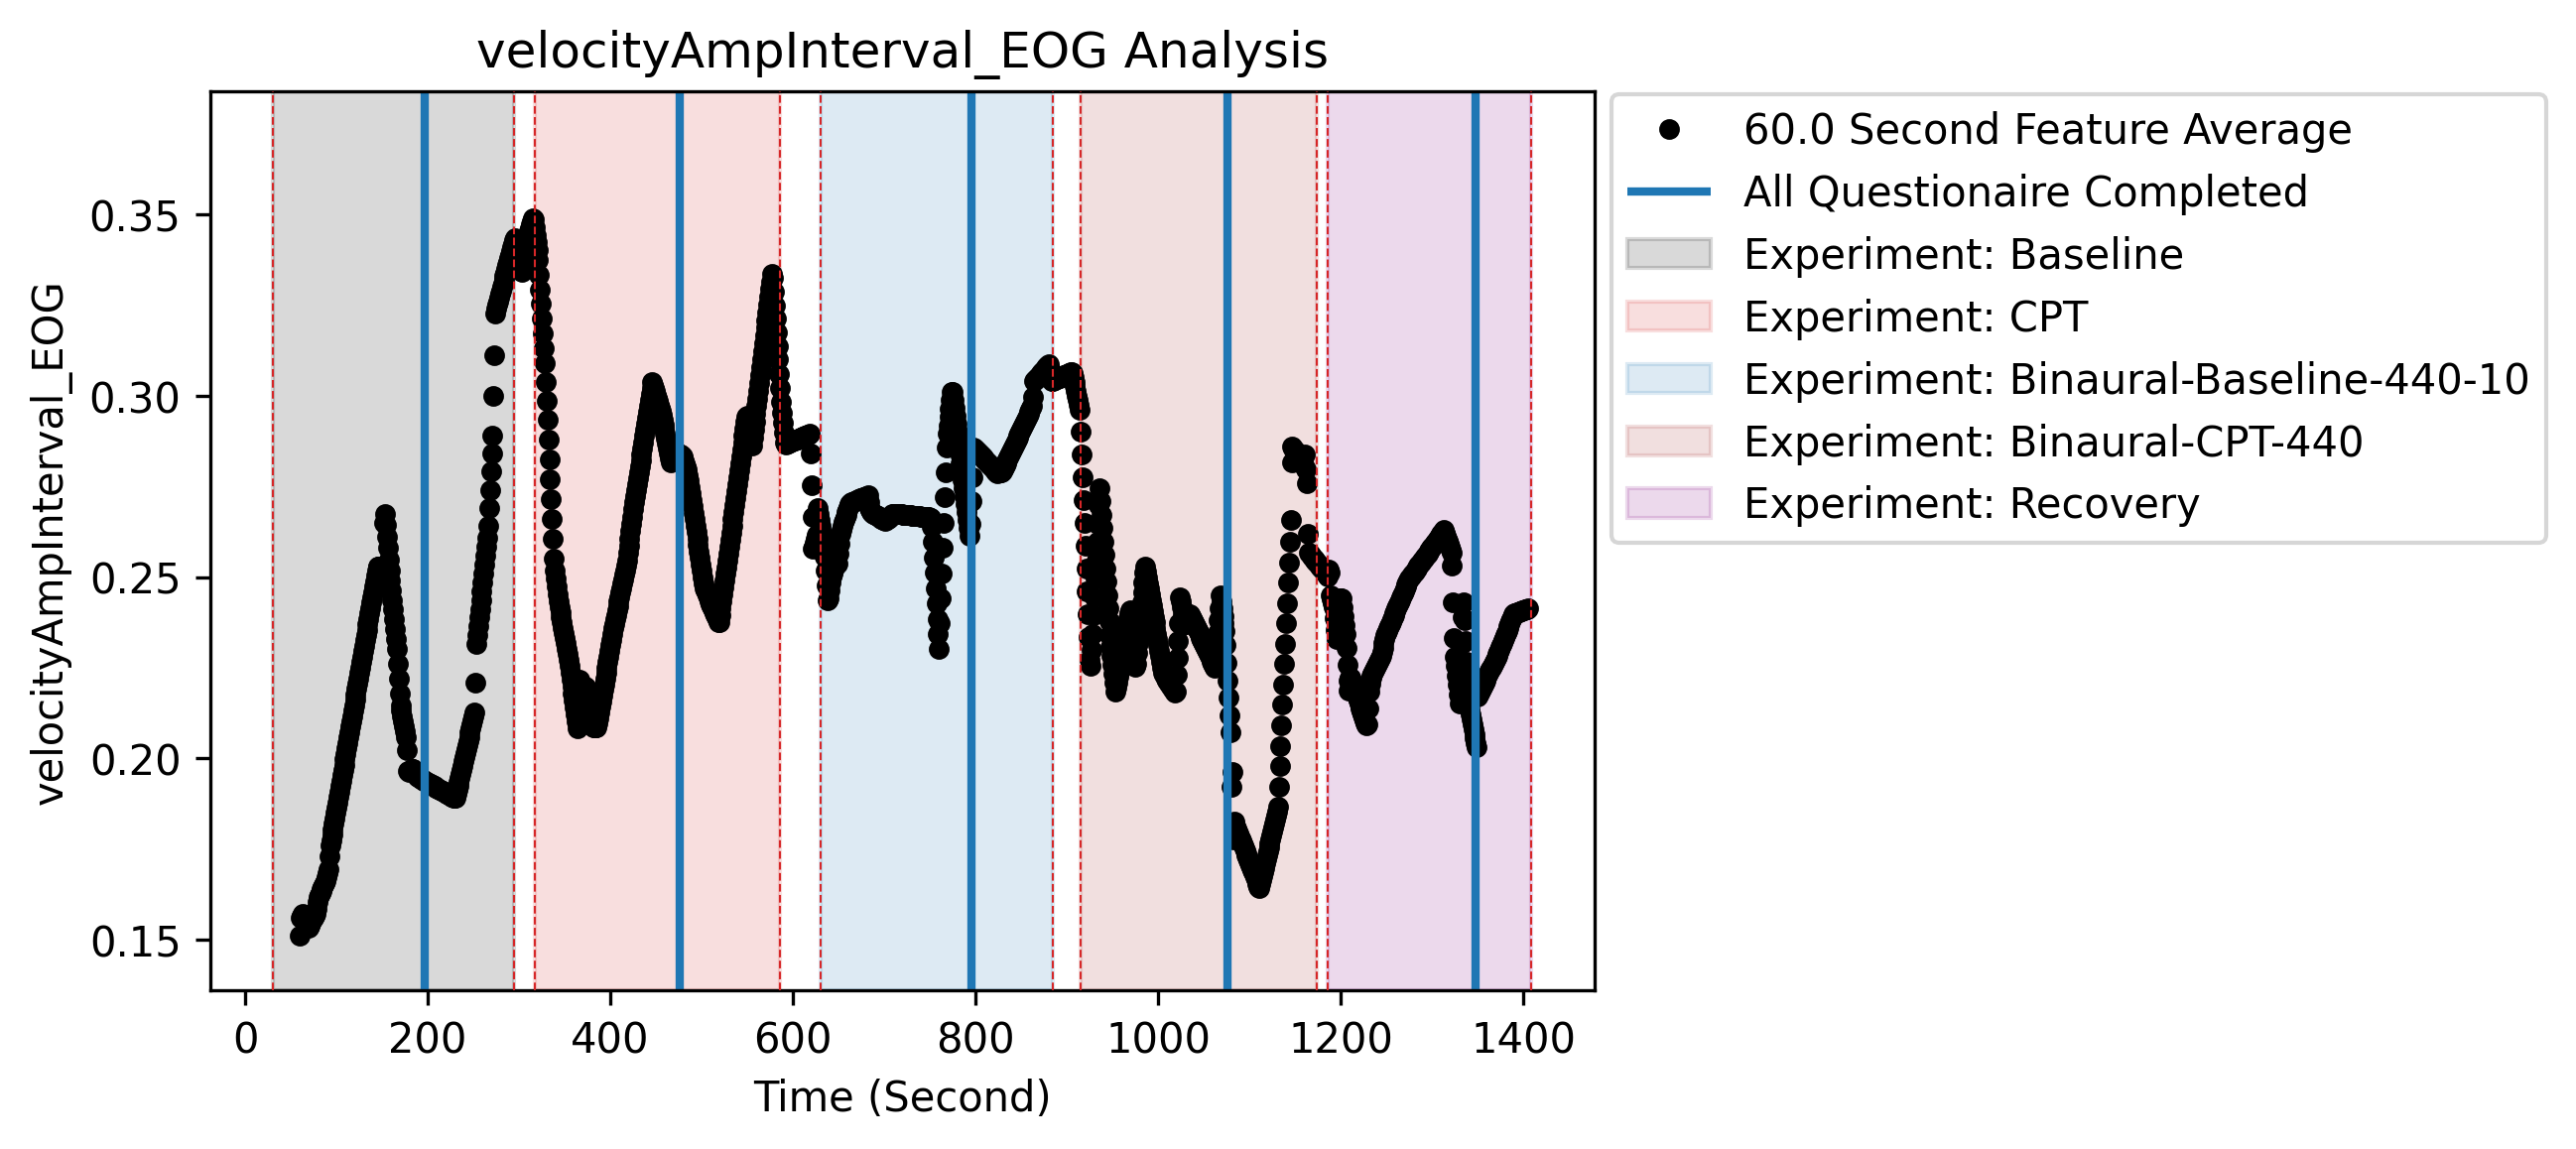 velocityAmpInterval_EOG Analysis
velocityAmpInterval_EOG
0.35
0.30
0.25
0.20
0.15
0 200 400 600 800 1000 1200 1400
Time (Second)
60.0 Second Feature Average
All Questionaire Completed
Experiment: Baseline
Experiment: CPT
Experiment: Binaural-Baseline-440-10
Experiment: Binaural-CPT-440
Experiment: Recovery